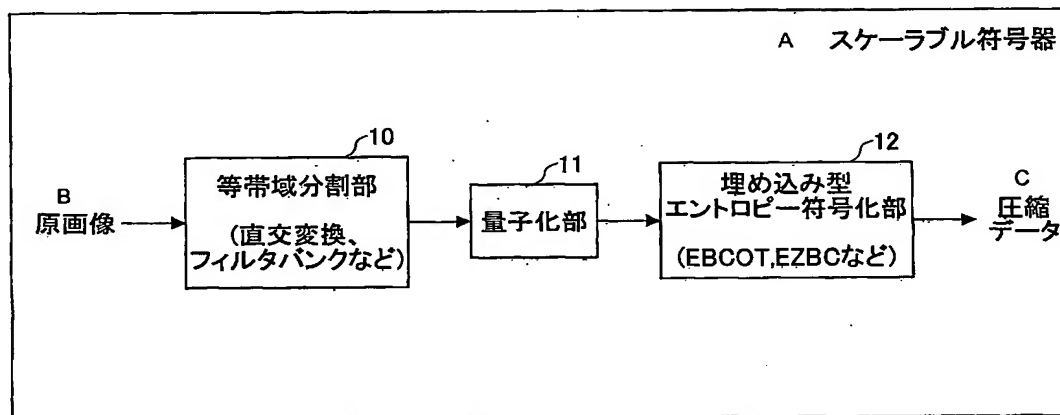 A スケーラブル符号器
10
等帯域分割部
(直交変換、
フィルタバンクなど)
11
量子化部
12
埋め込み型
エントロピー符号化部
(EBCOT,EZBCなど)
B
原画像
C
圧縮
データ